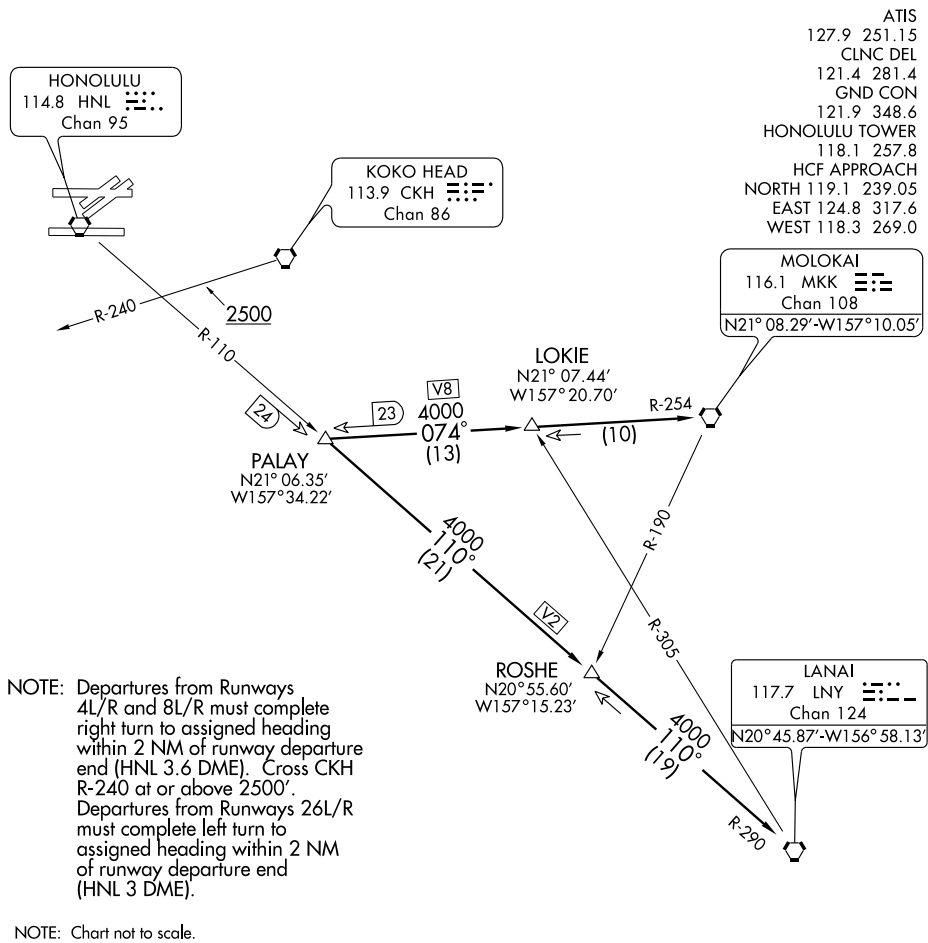 ATIS
127.9 251.15
CLNC DEL
121.4 281.4
GND CON
121.9 348.6
HONOLULU TOWER
118.1 257.8
HCF APPROACH
NORTH 119.1 239.05
EAST 124.8 317.6
WEST 118.3 269.0
HONOLULU
114.8 HNL
Chan 95
KOKO HEAD
113.9 CKH
Chan 86
MOLOKAI
116.1 MKK
Chan 108
N21° 08.29′-W157°10.05′
R-240
2500
R-110
LOKIE
N21° 07.44′
W157°20.70′
V8
R-254
24
23
4000
074°
(13)
(10)
PALAY
N21° 06.35′
W157°34.22′
4000
110°
(21)
R-190
V2
R-305
ROSHE
N20°55.60′
W157°15.23′
LANAI
117.7 LNY
Chan 124
N20°45.87′-W156°58.13′
4000
110°
(19)
R-290
NOTE: Departures from Runways
4L/R and 8L/R must complete
right turn to assigned heading
within 2 NM of runway departure
end (HNL 3.6 DME). Cross CKH
R-240 at or above 2500′.
Departures from Runways 26L/R
must complete left turn to
assigned heading within 2 NM
of runway departure end
(HNL 3 DME).
NOTE: Chart not to scale.